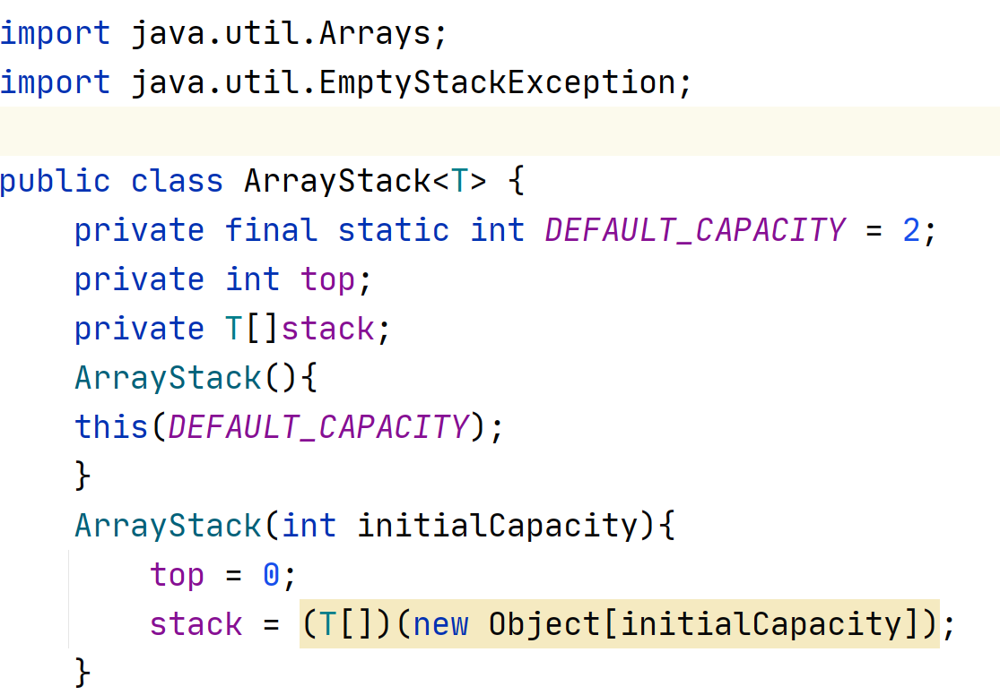 import java.util.Arrays;
import java.util.EmptyStackException;
public class ArrayStack<T> {
private final static int DEFAULT_CAPACITY = 2;
private int top;
private T[]stack;
ArrayStack(){
this(DEFAULT_CAPACITY);
}
ArrayStack(int initialCapacity){
top = 0;
stack = (T[])(new Object[initialCapacity]);
}